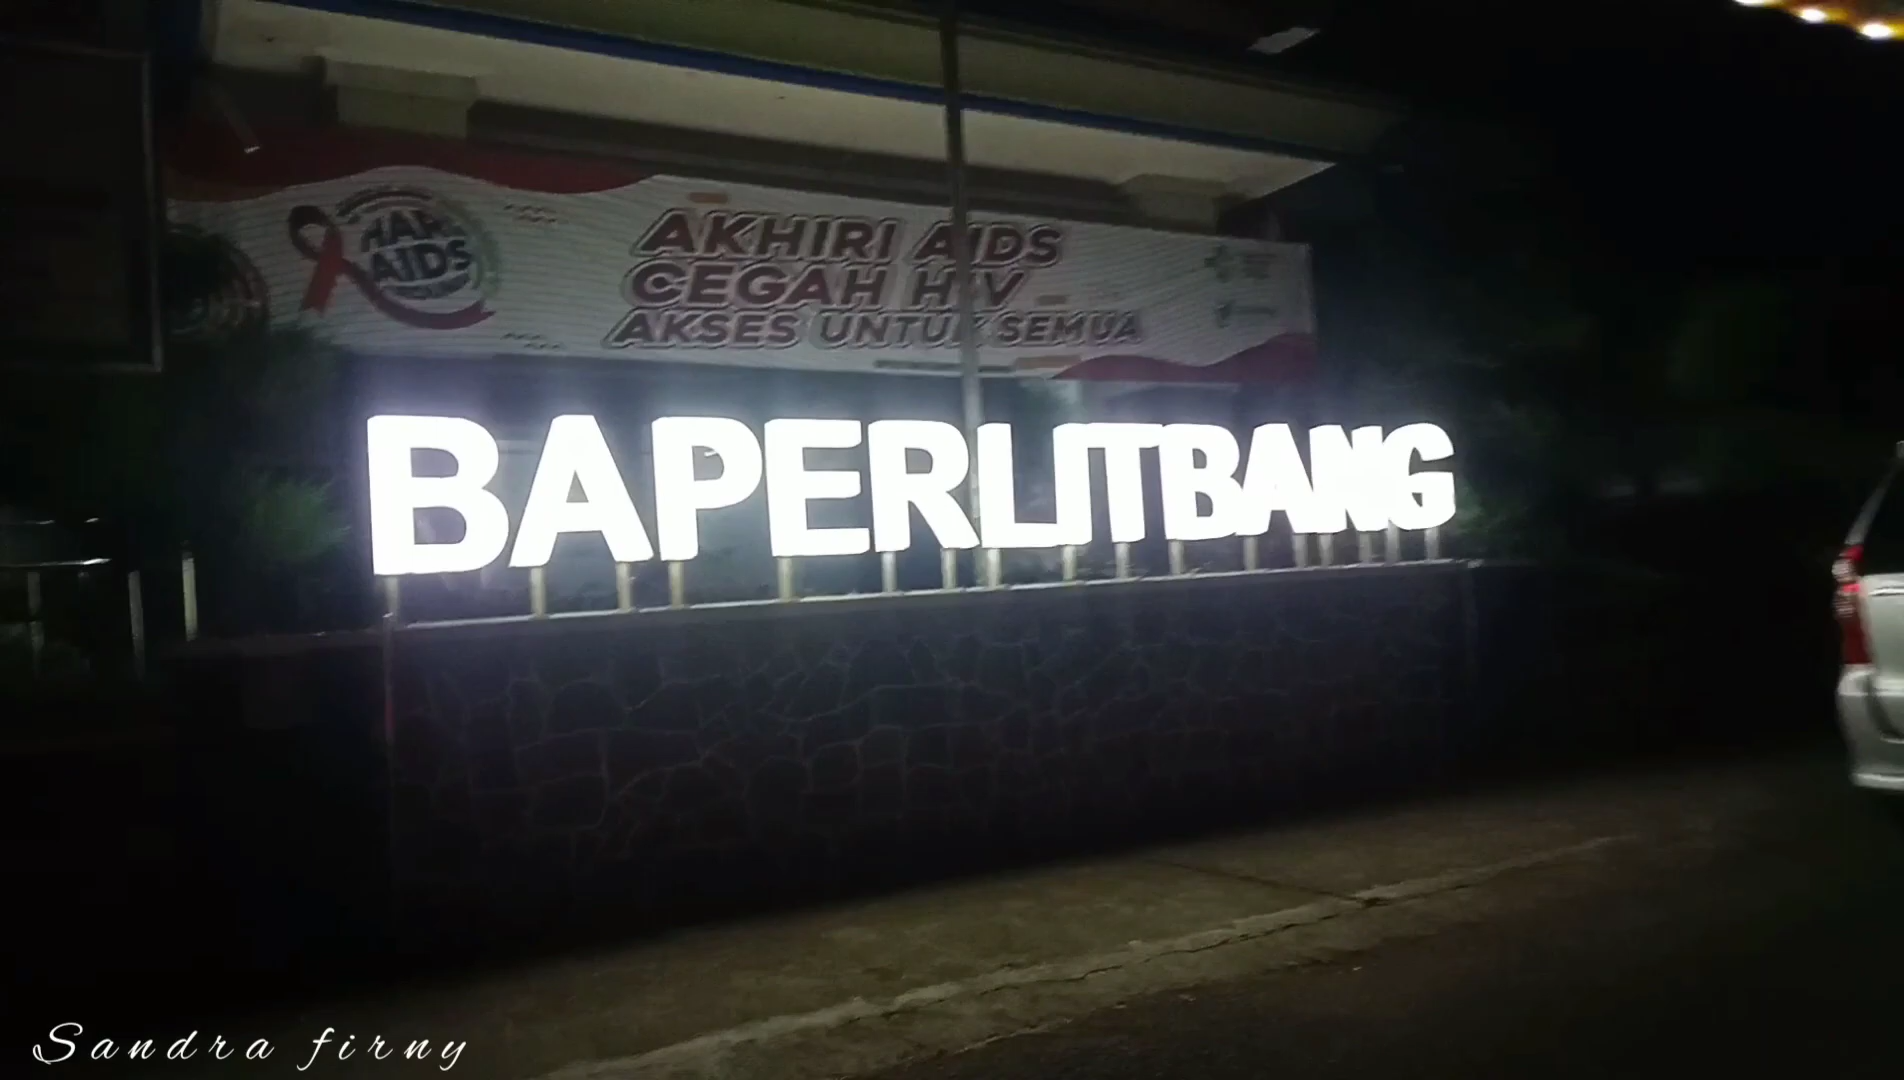 HARI
AIDS
AKHIRI AIDS
CEGAH HIV
AKSES UNTUK SEMUA
BAPERLITBANG
Sandra firny